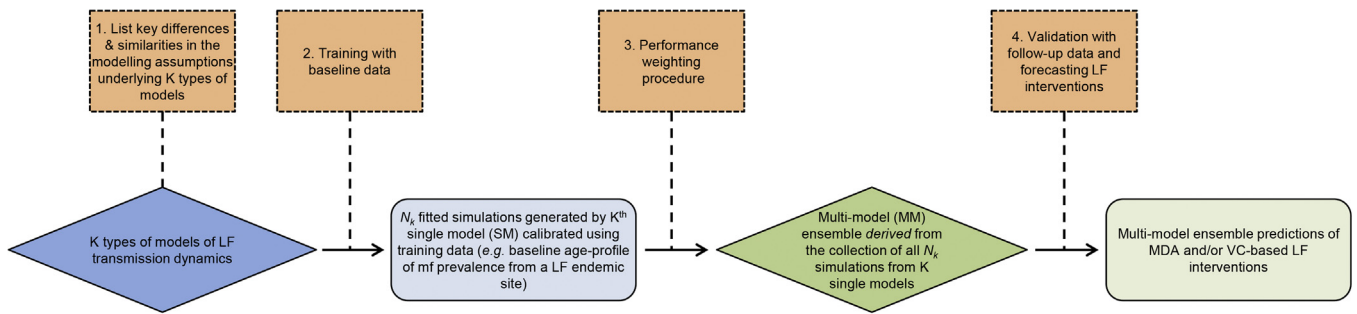 1. List key differences
& similarities in the
modelling assumptions
underlying K types of
models
2. Training with
baseline data
3. Performance
weighting
procedure
4. Validation with
follow-up data and
forecasting LF
interventions
K types of models of LF
transmission dynamics
Nk fitted simulations generated by Kth
single model (SM) calibrated using
training data (e.g. baseline age-profile
of mf prevalence from a LF endemic
site)
Multi-model (MM)
ensemble derived from
the collection of all Nk
simulations from K
single models
Multi-model ensemble predictions of
MDA and/or VC-based LF
interventions